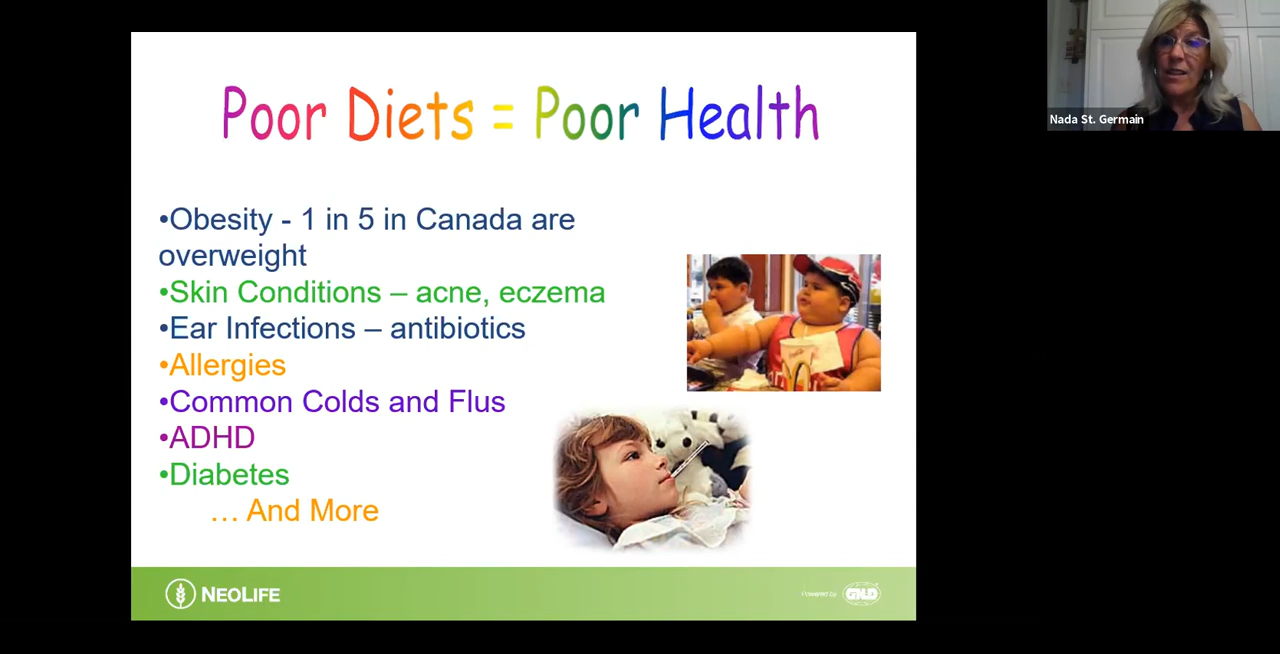 Poor Diets = Poor Health
Nada St. Germain
•Obesity - 1 in 5 in Canada are
overweight
•Skin Conditions – acne, eczema
•Ear Infections – antibiotics
•Allergies
•Common Colds and Flus
•ADHD
•Diabetes
… And More
NEOLIFE
Powered by GNLD